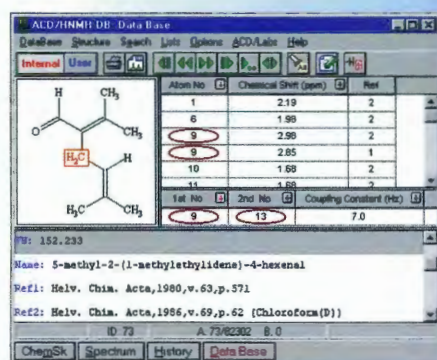 ACD/HNMR DB: Data Base
DataBase Structure Search Lists Options ACD/Labs Help
Internal User
H CH₃
O CH₃
H₂C H
H₃C CH₃
Atom No Chemical Shift (ppm) Ref
1 2.19 2
6 1.98 2
9 2.98 2
9 2.85 1
10 1.68 2
11 1.68 2
1st No 2nd No Coupling Constant (Hz)
9 13 7.0
FW: 152.233
Name: 5-methyl-2-(1-methylethylidene)-4-hexenal
Ref1: Helv. Chim. Acta,1980,v.63,p.571
Ref2: Helv. Chim. Acta,1986,v.69,p.62 {Chloroform(D)}
ID: 73 A: 73/82302 B: 0
ChemSk Spectrum History Data Base